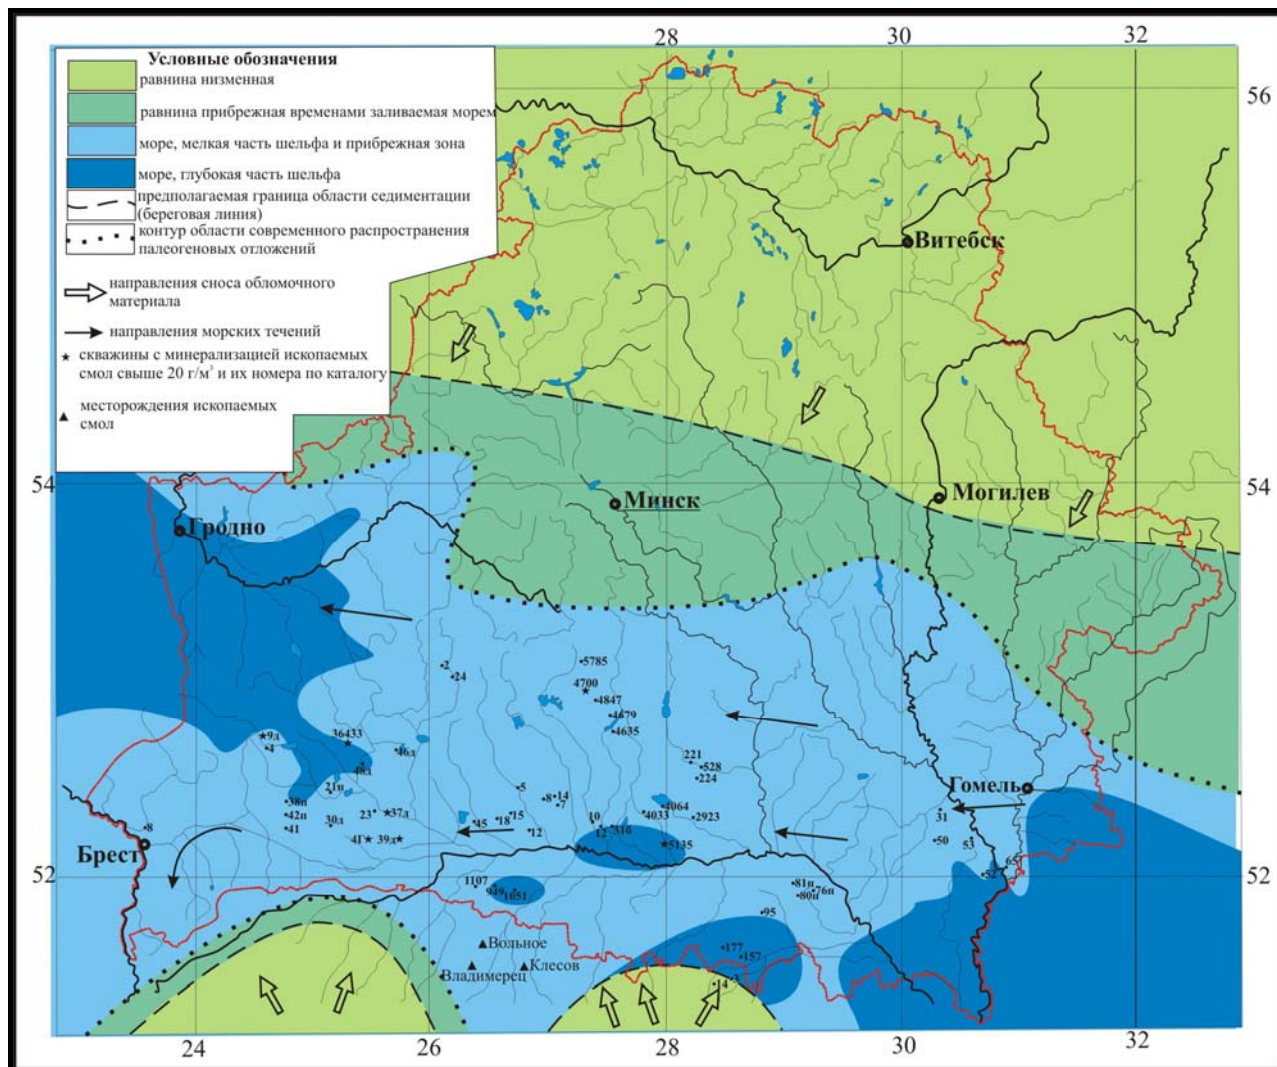 28
30
32
Условные обозначения
равнина низменная
равнина прибрежная временами заливаемая морем
море, мелкая часть шельфа и прибрежная зона
море, глубокая часть шельфа
предполагаемая граница области седиментации
(береговая линия)
контур области современного распространения
палеогеновых отложений
направления сноса обломочного
материала
направления морских течений
скважины с минерализацией ископаемых
смол свыше 20 г/м³ и их номера по каталогу
месторождения ископаемых
смол
56
Витебск
54
Минск
Могилев
54
Гродно
2
24
5785
4700
4847
4679
4635
9д
4
36433
46д
48д
221
528
224
21п
38п
42п
41
23
37д
30д
41
39д
5
8
14
7
45
18
15
12
10
12
316
4064
4033
2923
5135
Гомель
31
50
53
65
52
8
Брест
52
52
1107
949
1051
81п
76п
80п
95
177
157
3
14
Вольное
Владимерец
Клесов
24
26
28
30
32
26